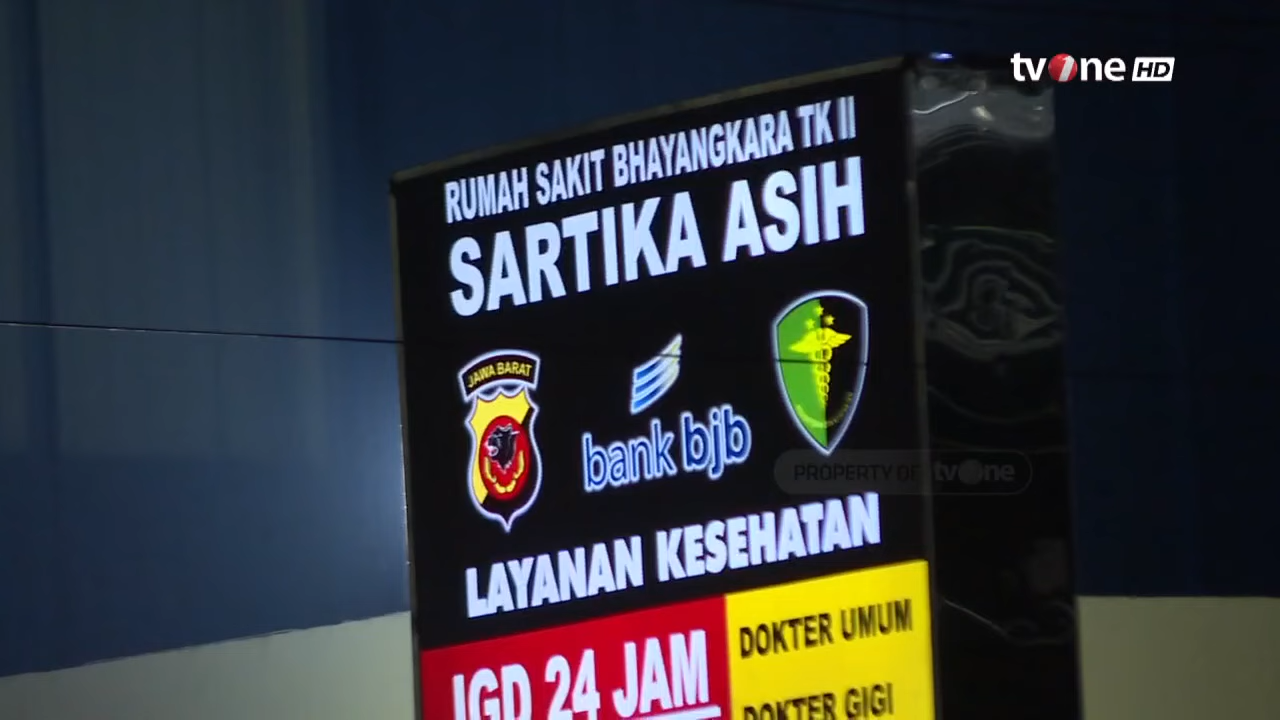 tvOne HD
RUMAH SAKIT BHAYANGKARA TK II
SARTIKA ASIH
JAWA BARAT
bank bjb
PROPERTY OF tvOne
LAYANAN KESEHATAN
IGD 24 JAM
DOKTER UMUM
DOKTER GIGI